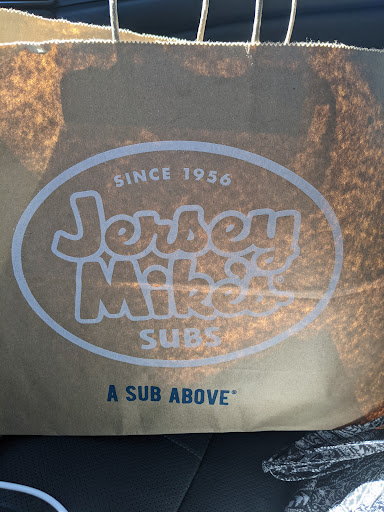 SINCE 1956
Jersey
Mike's
SUBS
A SUB ABOVE®